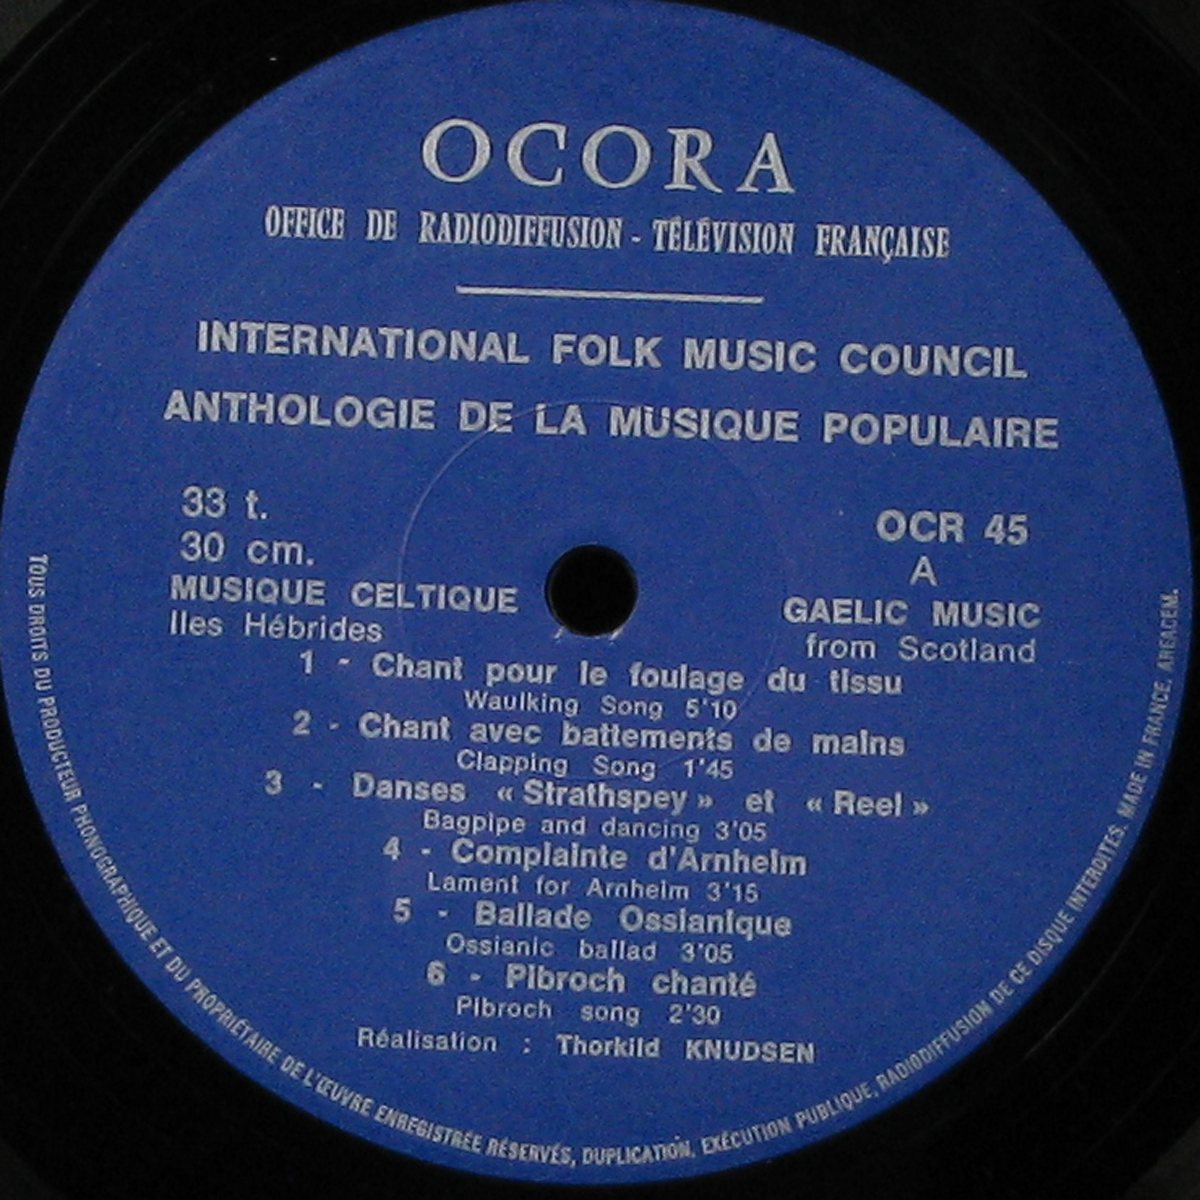 OCORA
OFFICE DE RADIODIFFUSION - TÉLÉVISION FRANÇAISE
INTERNATIONAL FOLK MUSIC COUNCIL
ANTHOLOGIE DE LA MUSIQUE POPULAIRE
33 t.
30 cm.
OCR 45
A
MUSIQUE CELTIQUE
Iles Hébrides
GAELIC MUSIC
from Scotland
1 - Chant pour le foulage du tissu
Waulking Song 5'10
2 - Chant avec battements de mains
Clapping Song 1'45
3 - Danses « Strathspey » et « Reel »
Bagpipe and dancing 3'05
4 - Complainte d'Arnheim
Lament for Arnheim 3'15
5 - Ballade Ossianique
Ossianic ballad 3'05
6 - Pibroch chanté
Pibroch song 2'30
Réalisation : Thorkild KNUDSEN
TOUS DROITS DU PRODUCTEUR PHONOGRAPHIQUE ET DU PROPRIÉTAIRE DE L'ŒUVRE ENREGISTRÉE RÉSERVÉS, DUPLICATION, EXÉCUTION PUBLIQUE, RADIODIFFUSION DE CE DISQUE INTERDITES. MADE IN FRANCE. AREACEM.